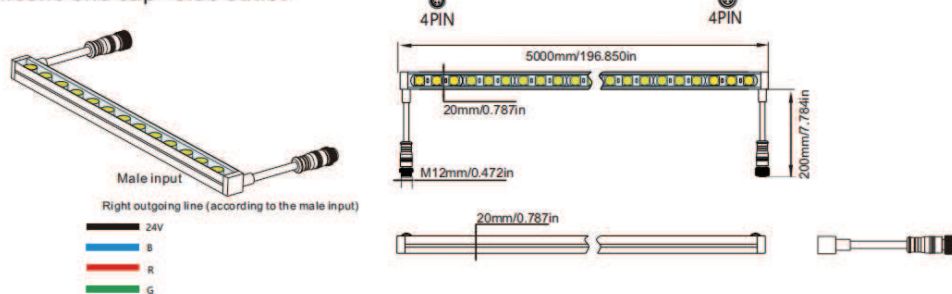 4PIN
4PIN
5000mm/196.850in
20mm/0.787in
200mm/7.784in
M12mm/0.472in
Male input
Right outgoing line (according to the male input)
24V
B
R
G
20mm/0.787in